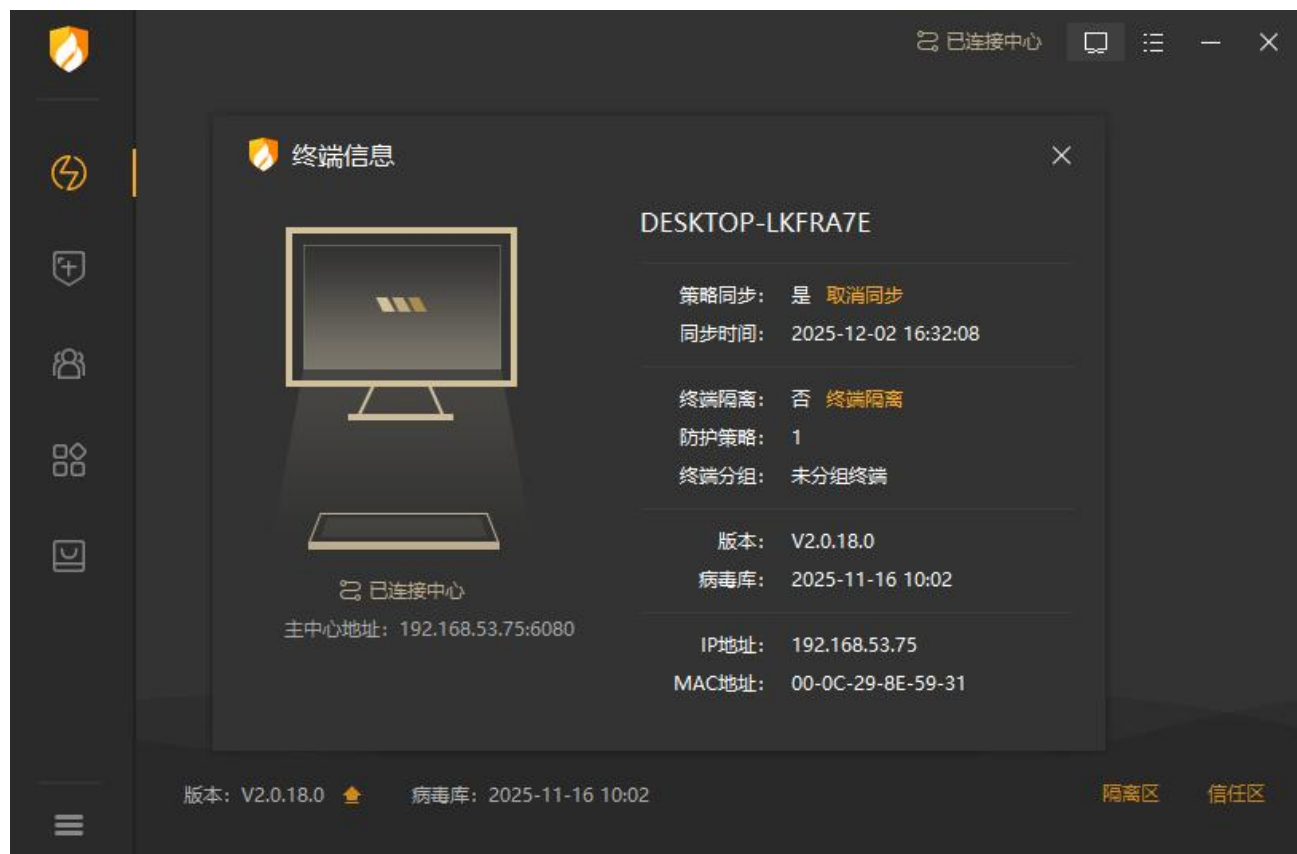 已连接中心
终端信息
DESKTOP-LKFRA7E
策略同步： 是 取消同步
同步时间： 2025-12-02 16:32:08
终端隔离： 否 终端隔离
防护策略： 1
终端分组： 未分组终端
版本： V2.0.18.0
病毒库： 2025-11-16 10:02
IP地址： 192.168.53.75
MAC地址： 00-0C-29-8E-59-31
已连接中心
主中心地址：192.168.53.75:6080
版本：V2.0.18.0 病毒库：2025-11-16 10:02 隔离区 信任区